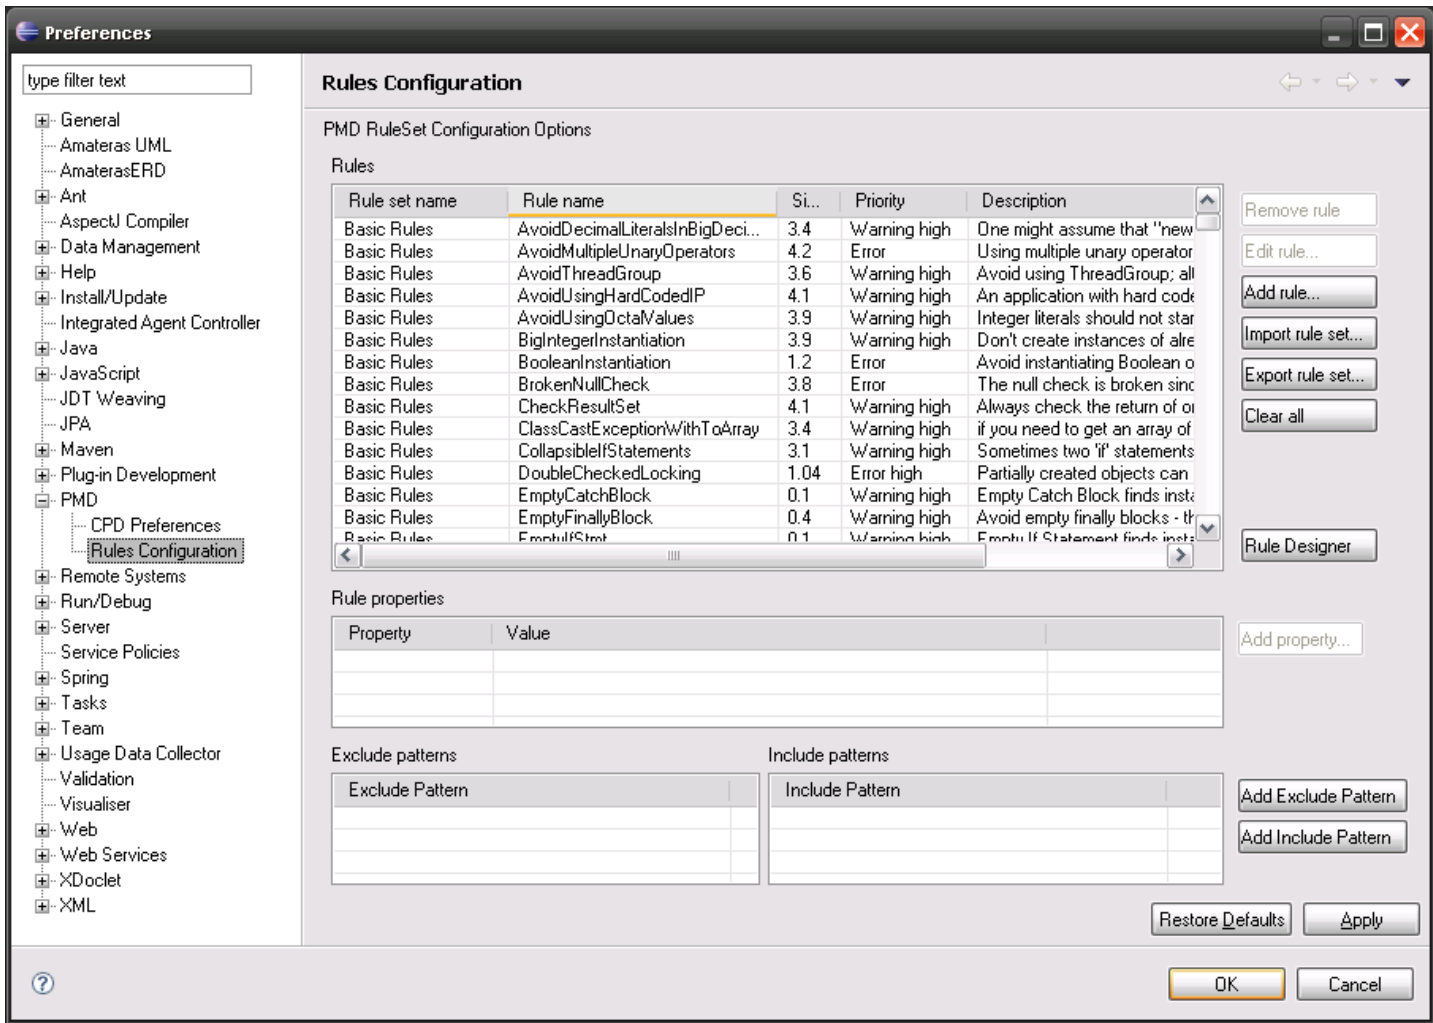 Preferences
type filter text
General
Amateras UML
AmaterasERD
Ant
AspectJ Compiler
Data Management
Help
Install/Update
Integrated Agent Controller
Java
JavaScript
JDT Weaving
JPA
Maven
Plug-in Development
PMD
CPD Preferences
Rules Configuration
Remote Systems
Run/Debug
Server
Service Policies
Spring
Tasks
Team
Usage Data Collector
Validation
Visualiser
Web
Web Services
XDoclet
XML
Rules Configuration
PMD RuleSet Configuration Options
Rules
Rule set name Rule name Si... Priority Description
Basic Rules AvoidDecimalLiteralsInBigDeci... 3.4 Warning high One might assume that "new
Basic Rules AvoidMultipleUnaryOperators 4.2 Error Using multiple unary operator
Basic Rules AvoidThreadGroup 3.6 Warning high Avoid using ThreadGroup; al
Basic Rules AvoidUsingHardCodedIP 4.1 Warning high An application with hard code
Basic Rules AvoidUsingOctalValues 3.9 Warning high Integer literals should not star
Basic Rules BigIntegerInstantiation 3.9 Warning high Don't create instances of alre
Basic Rules BooleanInstantiation 1.2 Error Avoid instantiating Boolean o
Basic Rules BrokenNullCheck 3.8 Error The null check is broken sinc
Basic Rules CheckResultSet 4.1 Warning high Always check the return of o
Basic Rules ClassCastExceptionWithToArray 3.4 Warning high if you need to get an array of
Basic Rules CollapsibleIfStatements 3.1 Warning high Sometimes two 'if' statements
Basic Rules DoubleCheckedLocking 1.04 Error high Partially created objects can
Basic Rules EmptyCatchBlock 0.1 Warning high Empty Catch Block finds insta
Basic Rules EmptyFinallyBlock 0.4 Warning high Avoid empty finally blocks - th
Basic Rules EmptyIfStmt 0.1 Warning high Empty If Statement finds insta
Remove rule
Edit rule...
Add rule...
Import rule set...
Export rule set...
Clear all
Rule Designer
Rule properties
Property Value
Add property...
Exclude patterns Include patterns
Exclude Pattern Include Pattern
Add Exclude Pattern
Add Include Pattern
Restore Defaults Apply
? OK Cancel